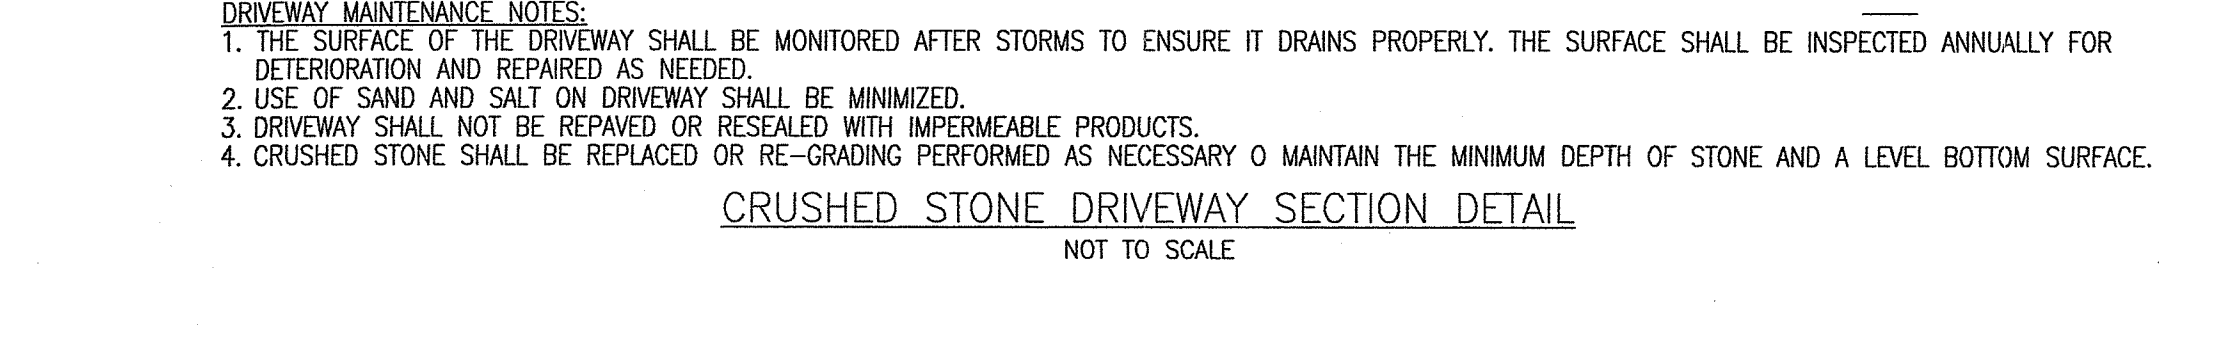 DRIVEWAY MAINTENANCE NOTES:
1. THE SURFACE OF THE DRIVEWAY SHALL BE MONITORED AFTER STORMS TO ENSURE IT DRAINS PROPERLY. THE SURFACE SHALL BE INSPECTED ANNUALLY FOR
DETERIORATION AND REPAIRED AS NEEDED.
2. USE OF SAND AND SALT ON DRIVEWAY SHALL BE MINIMIZED.
3. DRIVEWAY SHALL NOT BE REPAVED OR RESEALED WITH IMPERMEABLE PRODUCTS.
4. CRUSHED STONE SHALL BE REPLACED OR RE-GRADING PERFORMED AS NECESSARY O MAINTAIN THE MINIMUM DEPTH OF STONE AND A LEVEL BOTTOM SURFACE.
CRUSHED STONE DRIVEWAY SECTION DETAIL
NOT TO SCALE